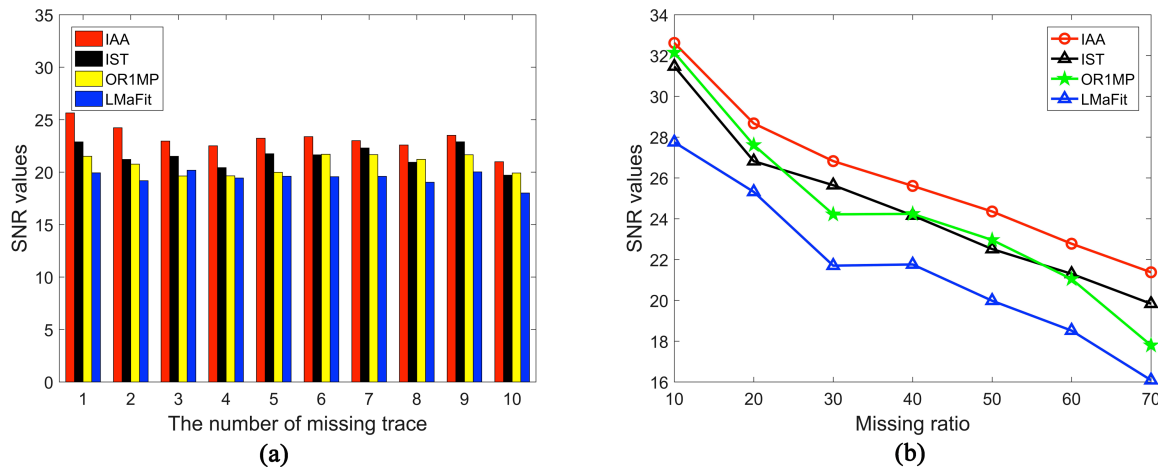 35
30
25
20
15
10
5
0
SNR values
IAA
IST
OR1MP
LMaFit
1 2 3 4 5 6 7 8 9 10
The number of missing trace
(a)
34
32
30
28
26
24
22
20
18
16
SNR values
IAA
IST
OR1MP
LMaFit
10 20 30 40 50 60 70
Missing ratio
(b)